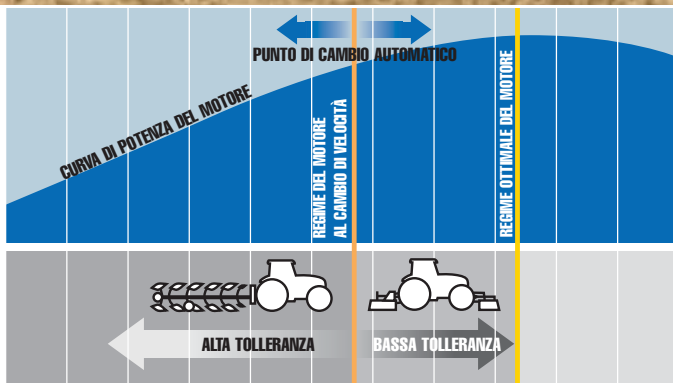 PUNTO DI CAMBIO AUTOMATICO
CURVA DI POTENZA DEL MOTORE
REGIME DEL MOTORE
AL CAMBIO DI VELOCITÀ
REGIME OTTIMALE DEL MOTORE
ALTA TOLLERANZA
BASSA TOLLERANZA